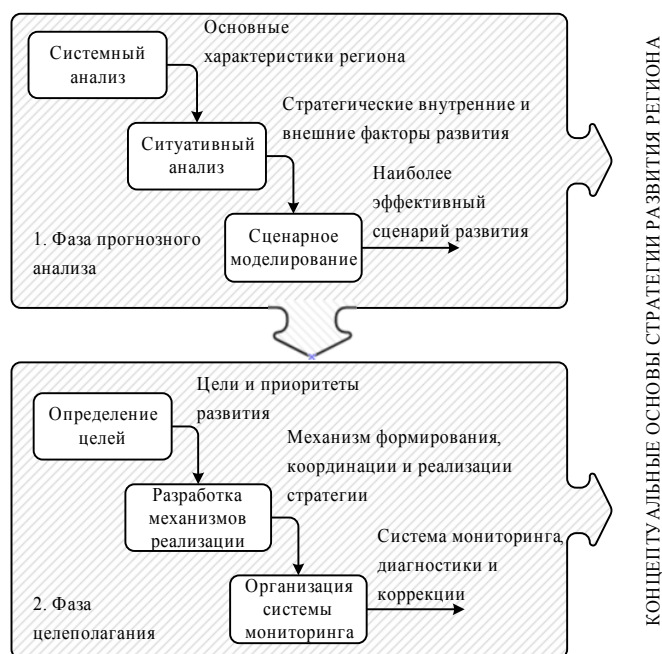 Системный
анализ
Основные
характеристики региона
Ситуативный
анализ
Стратегические внутренние и
внешние факторы развития
Сценарное
моделирование
Наиболее
эффективный
сценарий развития
1. Фаза прогнозного
анализа
Определение
целей
Цели и приоритеты
развития
Разработка
механизмов
реализации
Механизм формирования,
координации и реализации
стратегии
Организация
системы
мониторинга
Система мониторинга,
диагностики и
коррекции
2. Фаза
целеполагания
КОНЦЕПТУАЛЬНЫЕ ОСНОВЫ СТРАТЕГИИ РАЗВИТИЯ РЕГИОНА